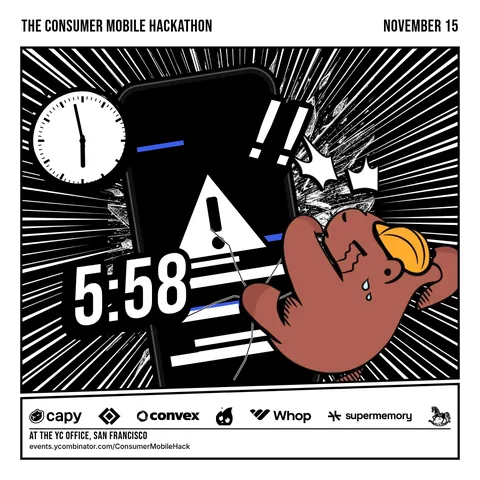 THE CONSUMER MOBILE HACKATHON
NOVEMBER 15
!!
!
5:58
capy
convex
Whop
supermemory
AT THE YC OFFICE, SAN FRANCISCO
events.ycombinator.com/ConsumerMobileHack